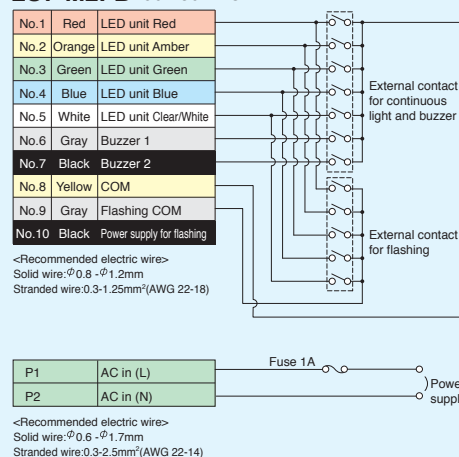 No.1 Red LED unit Red
No.2 Orange LED unit Amber
No.3 Green LED unit Green
No.4 Blue LED unit Blue
No.5 White LED unit Clear/White
No.6 Gray Buzzer 1
No.7 Black Buzzer 2
No.8 Yellow COM
No.9 Gray Flashing COM
No.10 Black Power supply for flashing
External contact
for continuous
light and buzzer
External contact
for flashing
<Recommended electric wire>
Solid wire:Φ0.8 -Φ1.2mm
Stranded wire:0.3-1.25mm²(AWG 22-18)
P1 AC in (L)
P2 AC in (N)
Fuse 1A
<Recommended electric wire>
Solid wire:Φ0.6 -Φ1.7mm
Stranded wire:0.3-2.5mm²(AWG 22-14)